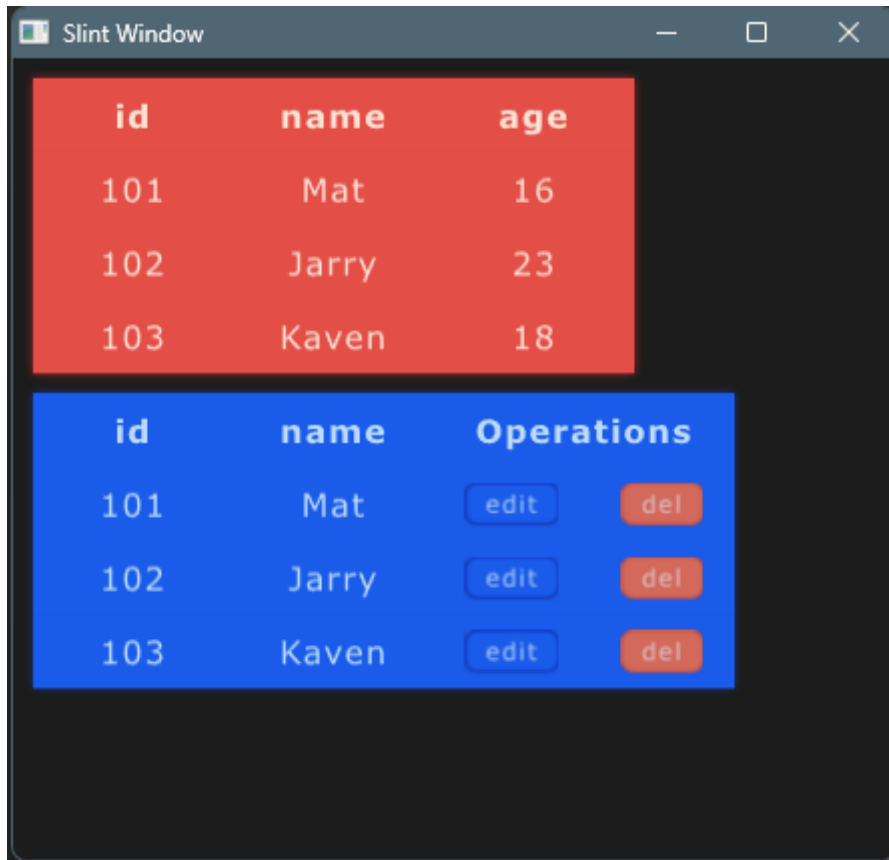 Slint Window
id name age
101 Mat 16
102 Jarry 23
103 Kaven 18
id name Operations
101 Mat edit del
102 Jarry edit del
103 Kaven edit del